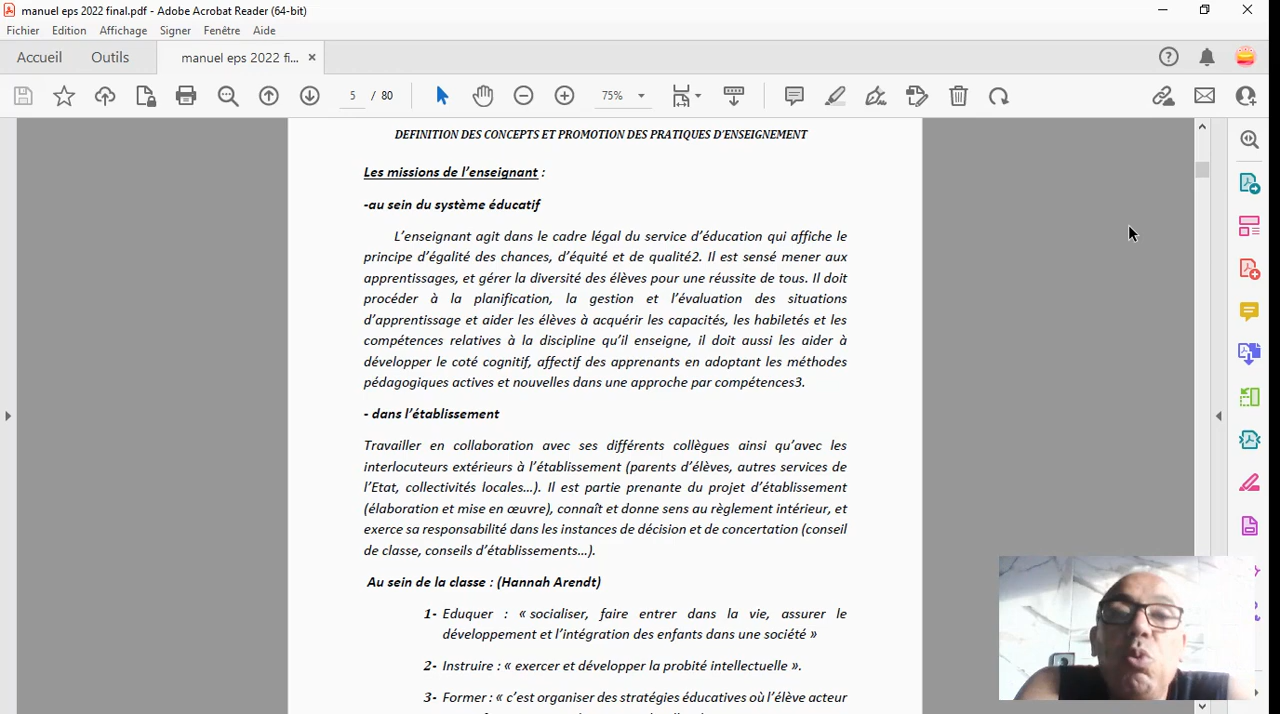 manuel eps 2022 final.pdf - Adobe Acrobat Reader (64-bit)
Fichier Edition Affichage Signer Fenêtre Aide
Accueil Outils manuel eps 2022 fi... ×
5 / 80 75%
DEFINITION DES CONCEPTS ET PROMOTION DES PRATIQUES D'ENSEIGNEMENT
Les missions de l'enseignant :
-au sein du système éducatif
L'enseignant agit dans le cadre légal du service d'éducation qui affiche le
principe d'égalité des chances, d'équité et de qualité2. Il est sensé mener aux
apprentissages, et gérer la diversité des élèves pour une réussite de tous. Il doit
procéder à la planification, la gestion et l'évaluation des situations
d'apprentissage et aider les élèves à acquérir les capacités, les habiletés et les
compétences relatives à la discipline qu'il enseigne, il doit aussi les aider à
développer le coté cognitif, affectif des apprenants en adoptant les méthodes
pédagogiques actives et nouvelles dans une approche par compétences3.
- dans l'établissement
Travailler en collaboration avec ses différents collègues ainsi qu'avec les
interlocuteurs extérieurs à l'établissement (parents d'élèves, autres services de
l'Etat, collectivités locales...). Il est partie prenante du projet d'établissement
(élaboration et mise en œuvre), connaît et donne sens au règlement intérieur, et
exerce sa responsabilité dans les instances de décision et de concertation (conseil
de classe, conseils d'établissements...).
Au sein de la classe : (Hannah Arendt)
1- Eduquer : « socialiser, faire entrer dans la vie, assurer le
développement et l'intégration des enfants dans une société »
2- Instruire : « exercer et développer la probité intellectuelle ».
3- Former : « c'est organiser des stratégies éducatives où l'élève acteur